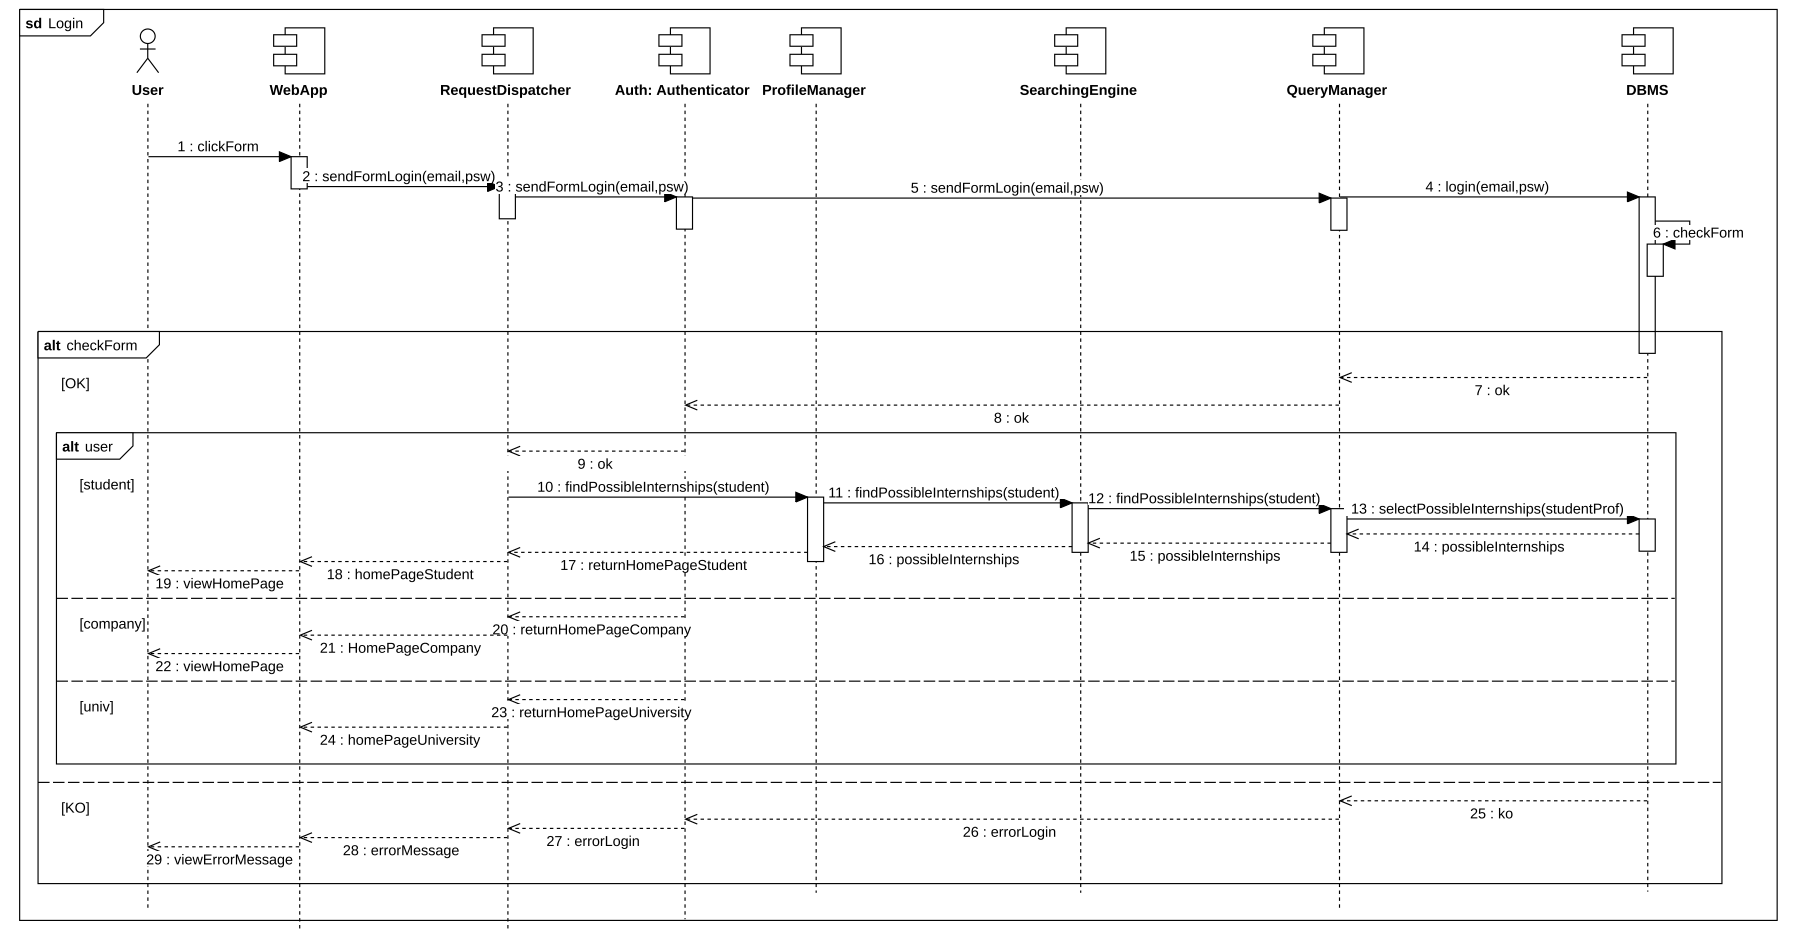 sd Login
User
WebApp
RequestDispatcher
Auth: Authenticator
ProfileManager
SearchingEngine
QueryManager
DBMS
1 : clickForm
2 : sendFormLogin(email,psw)
3 : sendFormLogin(email,psw)
5 : sendFormLogin(email,psw)
4 : login(email,psw)
6 : checkForm
alt checkForm
[OK]
7 : ok
8 : ok
alt user
9 : ok
[student]
10 : findPossibleInternships(student)
11 : findPossibleInternships(student)
12 : findPossibleInternships(student)
13 : selectPossibleInternships(studentProf)
14 : possibleInternships
15 : possibleInternships
16 : possibleInternships
17 : returnHomePageStudent
18 : homePageStudent
19 : viewHomePage
[company]
20 : returnHomePageCompany
21 : HomePageCompany
22 : viewHomePage
[univ]
23 : returnHomePageUniversity
24 : homePageUniversity
[KO]
25 : ko
26 : errorLogin
27 : errorLogin
28 : errorMessage
29 : viewErrorMessage